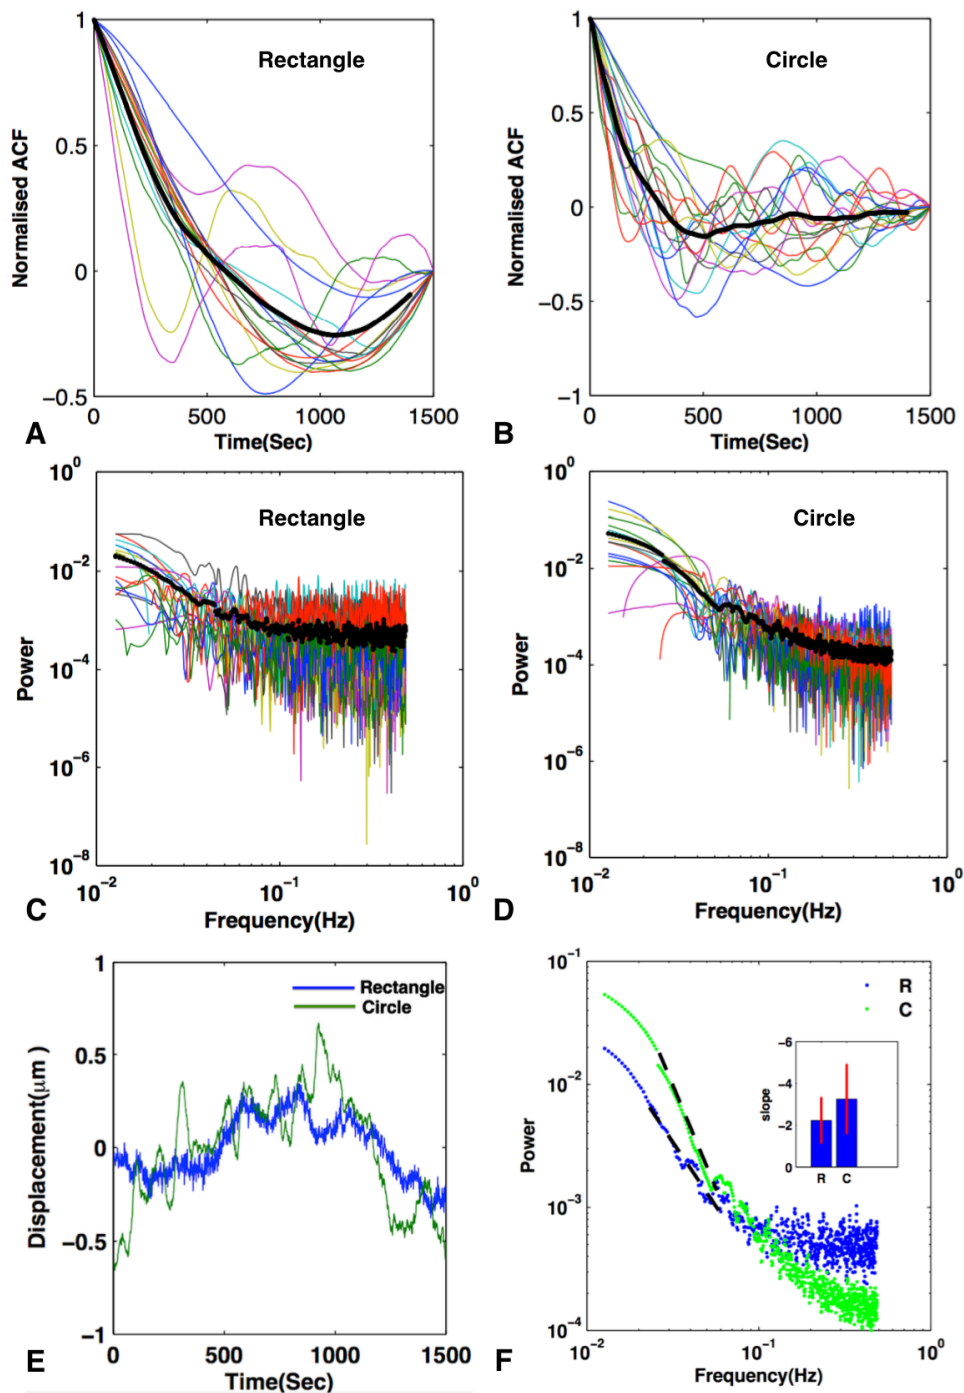 Rectangle
Normalised ACF
1
0.5
0
−0.5
0 500 1000 1500
Time(Sec)
A
Circle
Normalised ACF
1
0.5
0
−0.5
−1
0 500 1000 1500
Time(Sec)
B
Rectangle
Power
10^0
10^−2
10^−4
10^−6
10^−8
10^−2 10^−1 10^0
Frequency(Hz)
C
Circle
Power
10^0
10^−2
10^−4
10^−6
10^−8
10^−2 10^−1 10^0
Frequency(Hz)
D
Rectangle
Circle
Displacement(μm )
1
0.5
0
−0.5
−1
0 500 1000 1500
Time(Sec)
E
R
C
Power
10^−1
10^−2
10^−3
10^−4
10^−2 10^−1 10^0
Frequency(Hz)
slope
−6
−4
−2
0
R C
F